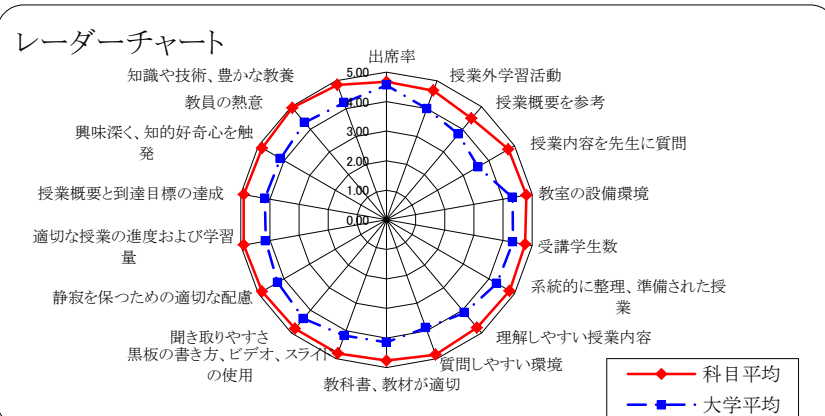 レーダーチャート
出席率
授業外学習活動
授業概要を参考
授業内容を先生に質問
教室の設備環境
受講学生数
系統的に整理、準備された授
業
理解しやすい授業内容
質問しやすい環境
教科書、教材が適切
黒板の書き方、ビデオ、スライド
の使用
聞き取りやすさ
静寂を保つための適切な配慮
適切な授業の進度および学習
量
授業概要と到達目標の達成
興味深く、知的好奇心を触
発
教員の熱意
知識や技術、豊かな教養
5.00
4.00
3.00
2.00
1.00
0.00
科目平均
大学平均